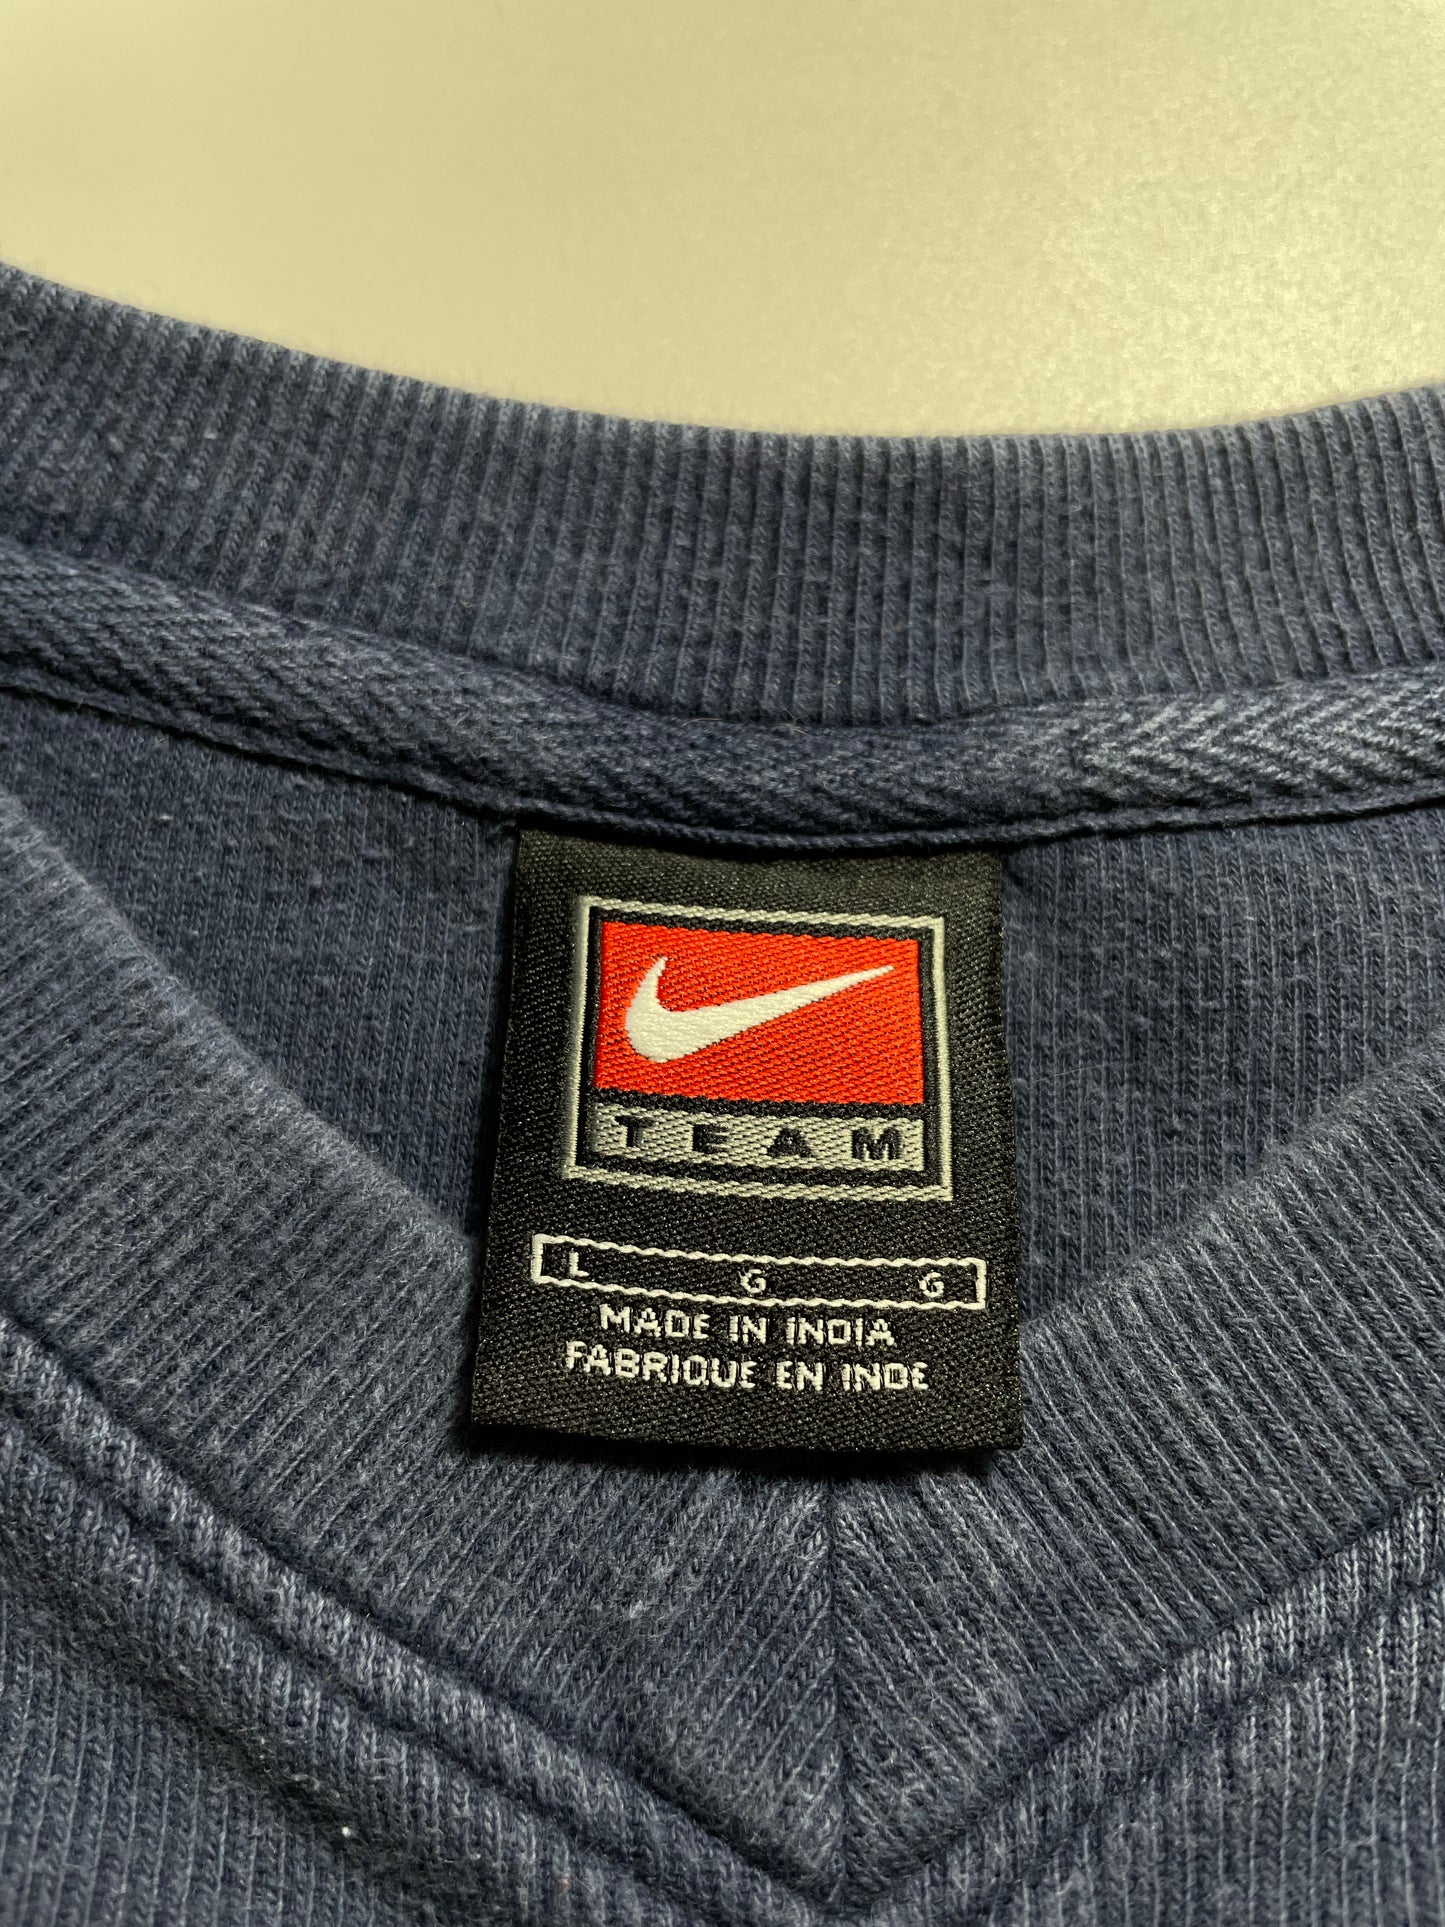 TEAM
L G G
MADE IN INDIA
FABRIQUE EN INDE